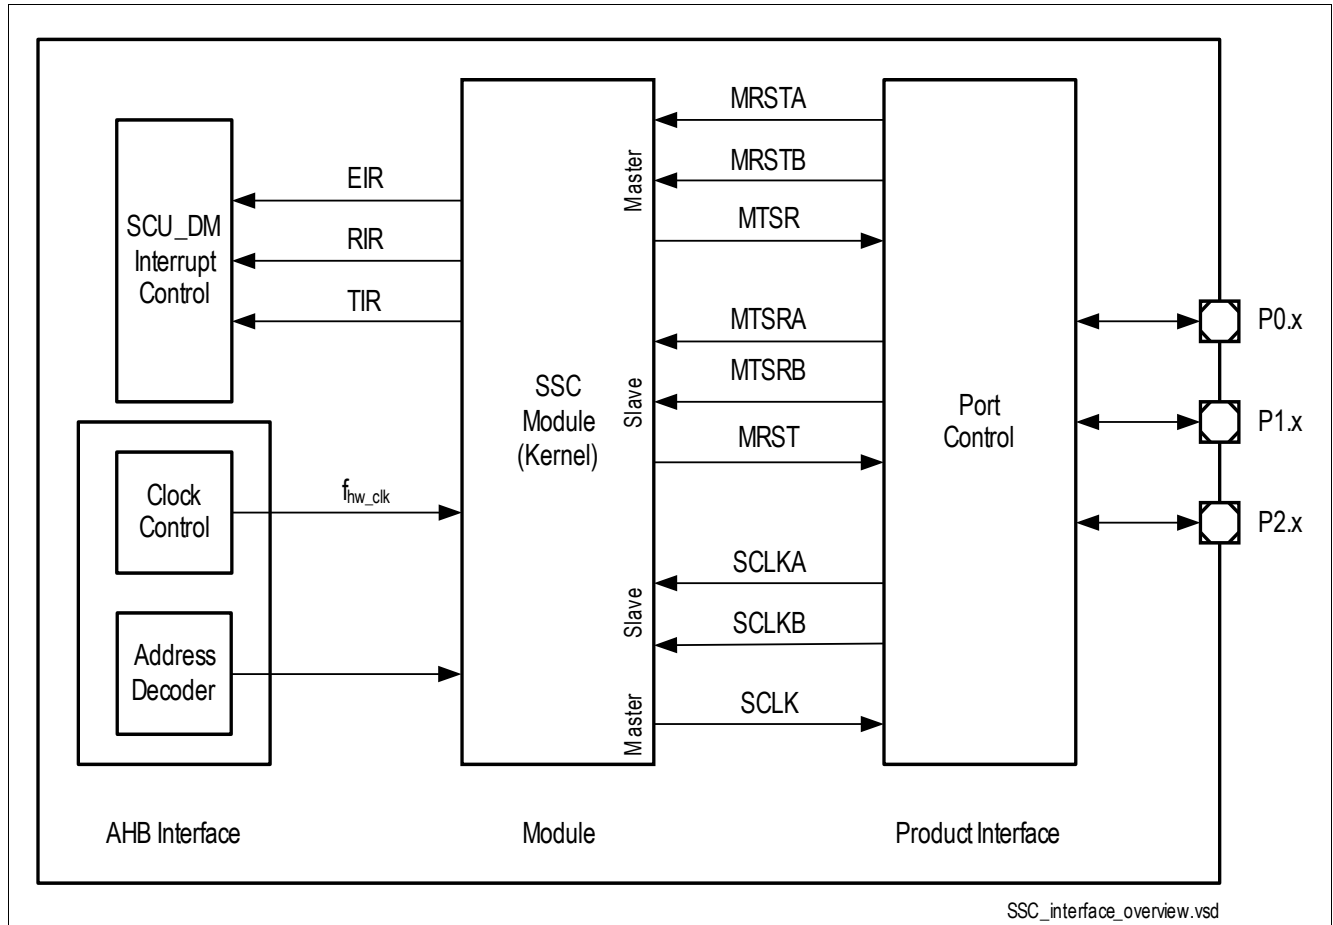 MRSTA
MRSTB
MTSR
Master
EIR
RIR
TIR
SCU_DM
Interrupt
Control
MTSRA
MTSRB
MRST
Slave
SSC
Module
(Kernel)
Port
Control
P0.x
P1.x
P2.x
Clock
Control
fhw_clk
Address
Decoder
SCLKA
SCLKB
Slave
SCLK
Master
AHB Interface
Module
Product Interface
SSC_interface_overview.vsd